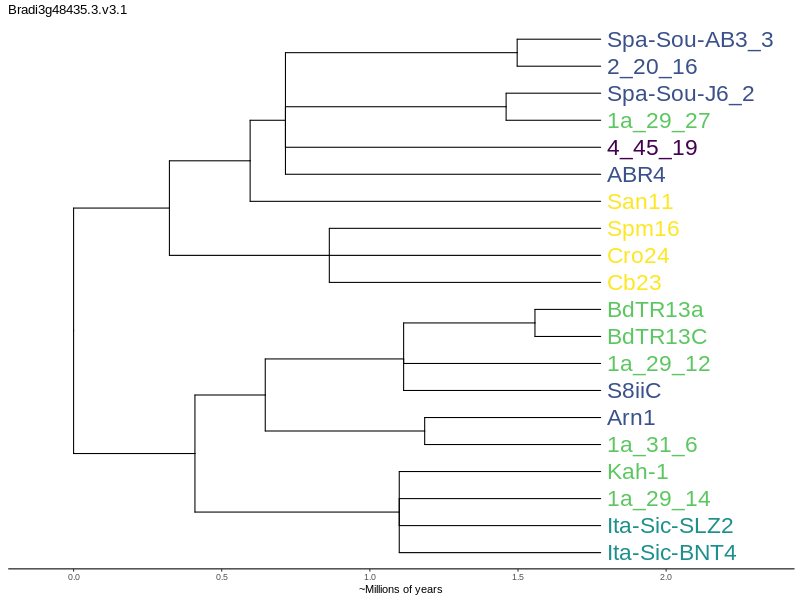 Bradi3g48435.3.v3.1
Spa-Sou-AB3_3
2_20_16
Spa-Sou-J6_2
1a_29_27
4_45_19
ABR4
San11
Spm16
Cro24
Cb23
BdTR13a
BdTR13C
1a_29_12
S8iiC
Arn1
1a_31_6
Kah-1
1a_29_14
Ita-Sic-SLZ2
Ita-Sic-BNT4
0.0 0.5 1.0 1.5 2.0
~Millions of years